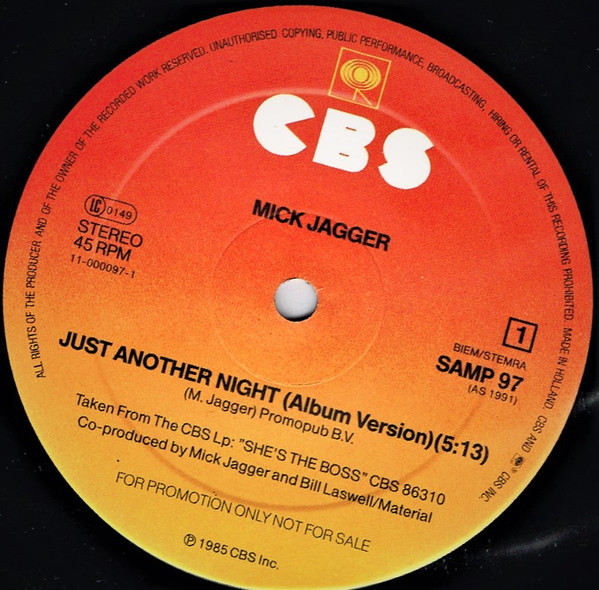 ALL RIGHTS OF THE PRODUCER AND OF THE OWNER OF THE RECORDED WORK RESERVED. UNAUTHORISED COPYING, PUBLIC PERFORMANCE, BROADCASTING, HIRING OR RENTAL OF THIS RECORDING PROHIBITED. MADE IN HOLLAND. CBS AND ® CBS INC.
CBS
MICK JAGGER
LC 0149
STEREO
45 RPM
11-000097-1
1
BIEM/STEMRA
SAMP 97
(AS 1991)
JUST ANOTHER NIGHT (Album Version)(5:13)
(M. Jagger) Promopub B.V.
Taken From The CBS Lp: "SHE'S THE BOSS" CBS 86310
Co-produced by Mick Jagger and Bill Laswell/Material
FOR PROMOTION ONLY NOT FOR SALE
℗ 1985 CBS Inc.